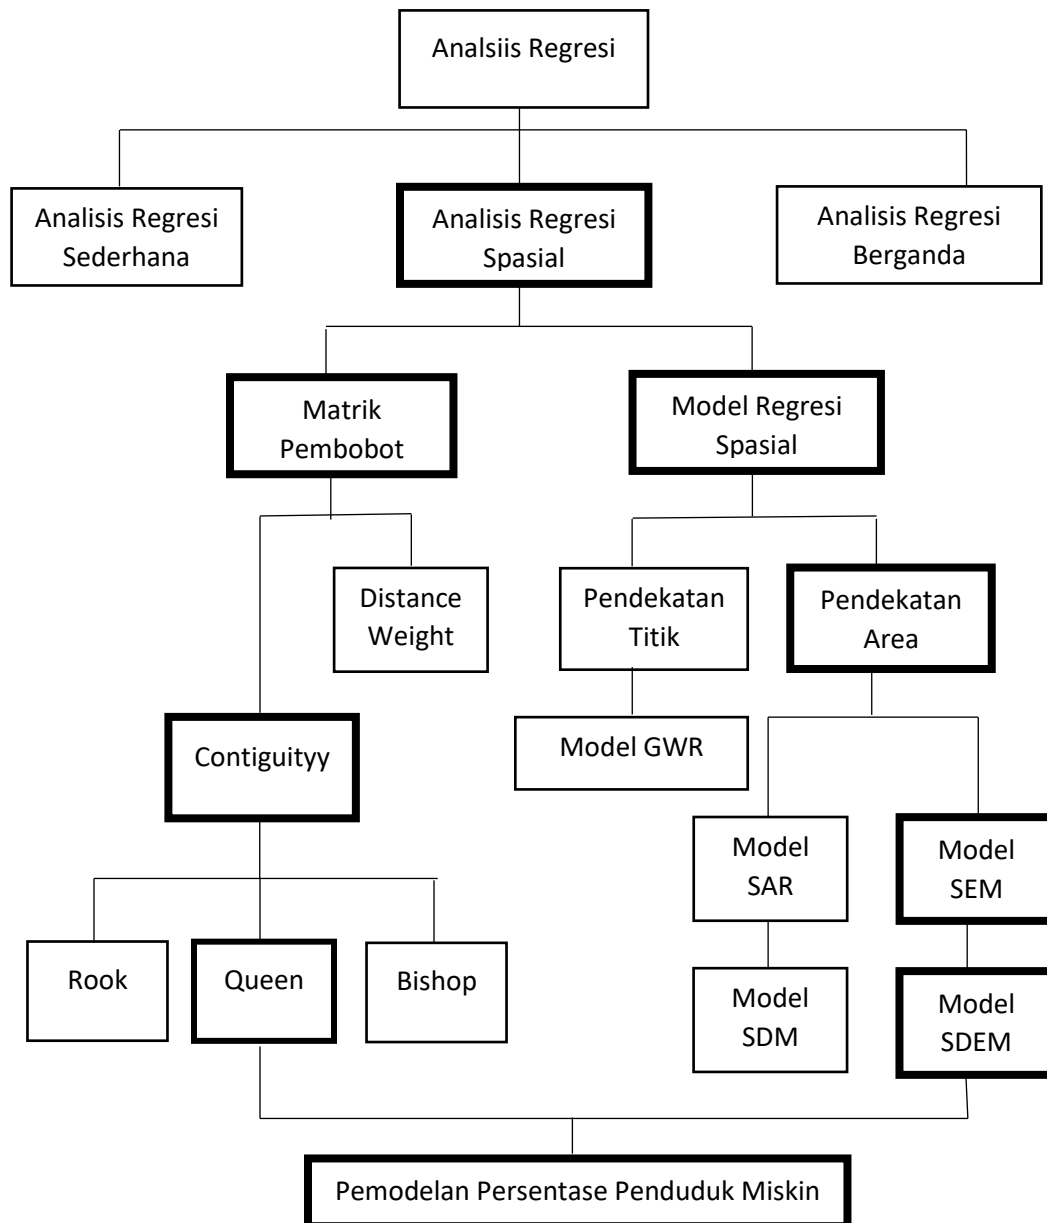 Analsiis Regresi
Analisis Regresi
Sederhana
Analisis Regresi
Spasial
Analisis Regresi
Berganda
Matrik
Pembobot
Model Regresi
Spasial
Distance
Weight
Pendekatan
Titik
Pendekatan
Area
Contiguityy
Model GWR
Model
SAR
Model
SEM
Rook
Queen
Bishop
Model
SDM
Model
SDEM
Pemodelan Persentase Penduduk Miskin